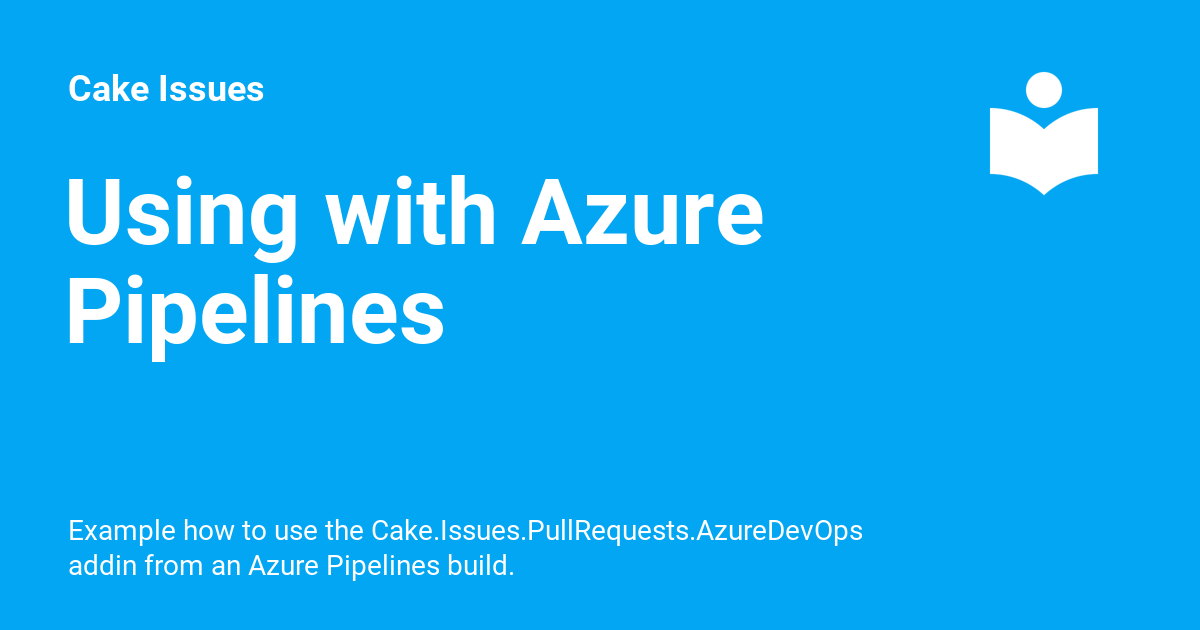 Cake Issues
Using with Azure
Pipelines
Example how to use the Cake.Issues.PullRequests.AzureDevOps
addin from an Azure Pipelines build.